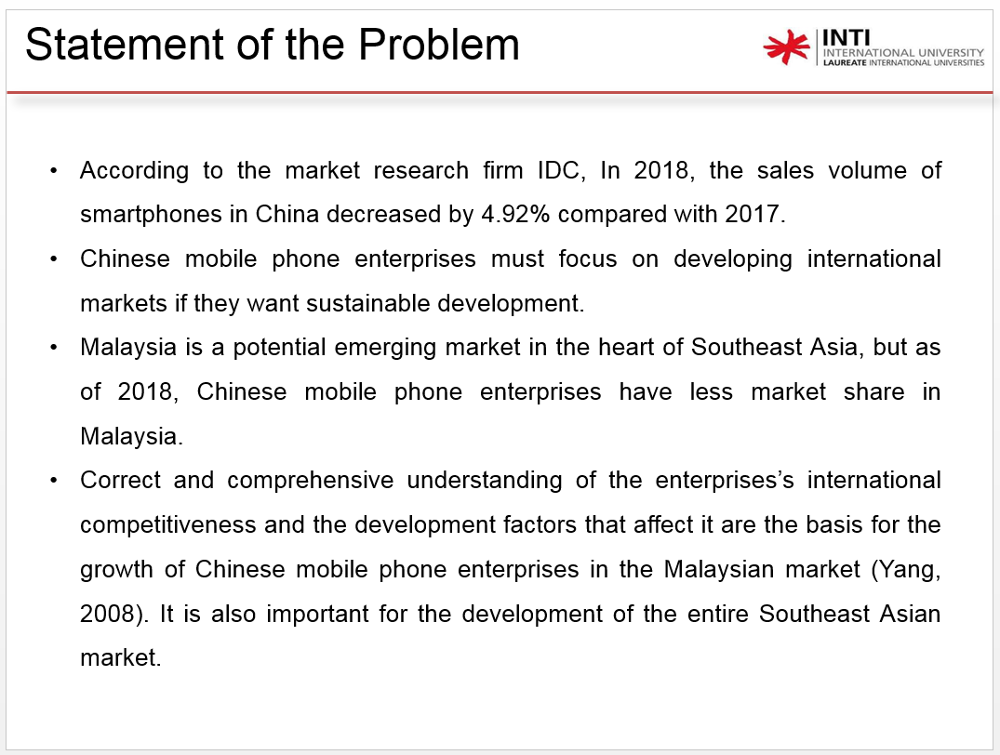 Statement of the Problem
INTI
INTERNATIONAL UNIVERSITY
LAUREATE INTERNATIONAL UNIVERSITIES
• According to the market research firm IDC, In 2018, the sales volume of
smartphones in China decreased by 4.92% compared with 2017.
• Chinese mobile phone enterprises must focus on developing international
markets if they want sustainable development.
• Malaysia is a potential emerging market in the heart of Southeast Asia, but as
of 2018, Chinese mobile phone enterprises have less market share in
Malaysia.
• Correct and comprehensive understanding of the enterprises’s international
competitiveness and the development factors that affect it are the basis for the
growth of Chinese mobile phone enterprises in the Malaysian market (Yang,
2008). It is also important for the development of the entire Southeast Asian
market.